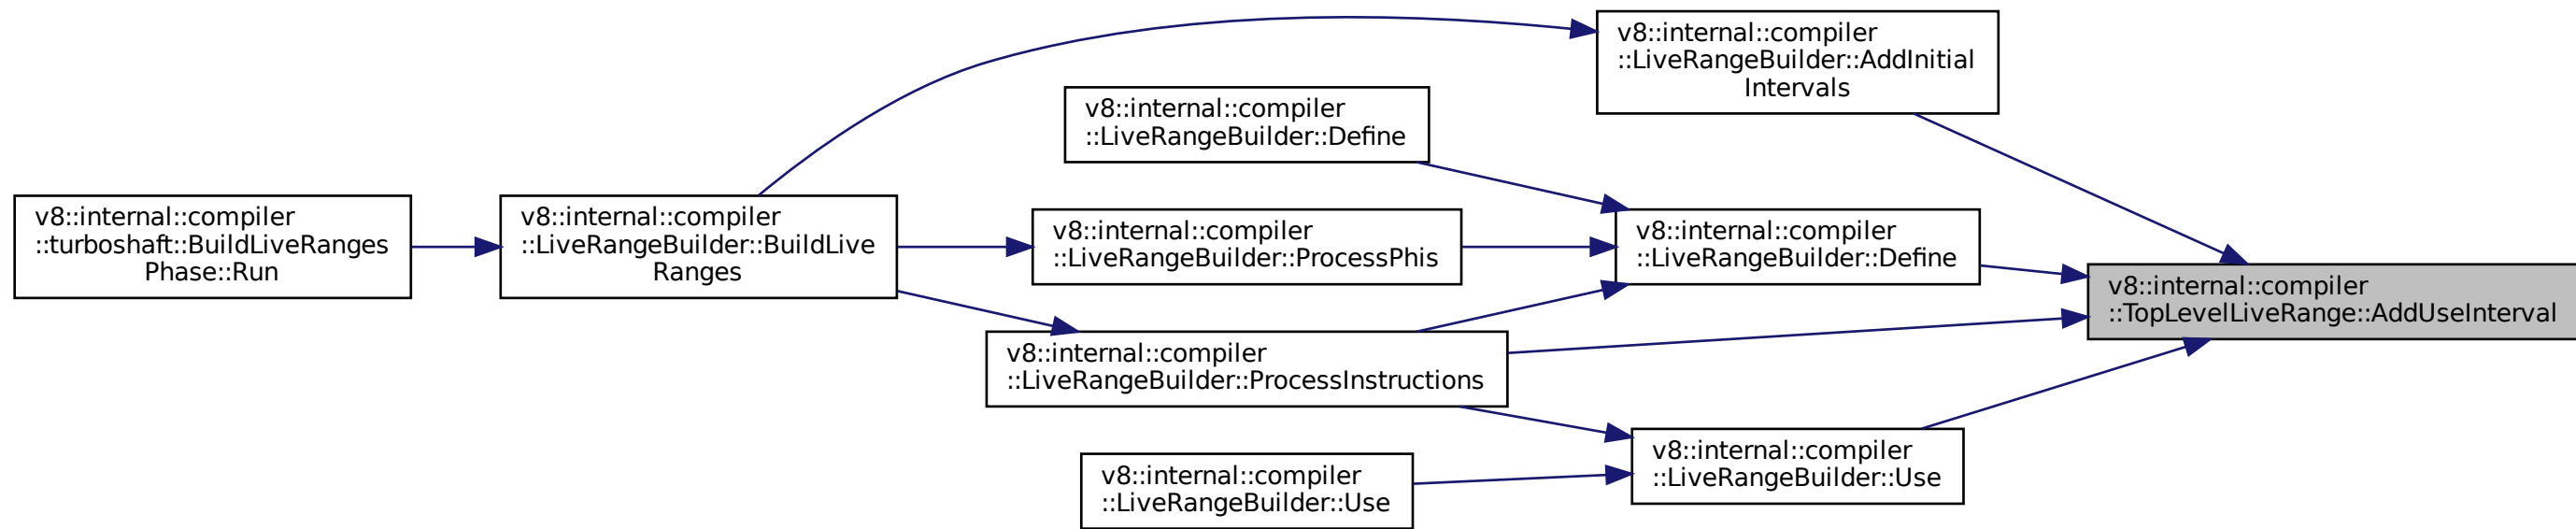 v8::internal::compiler
::LiveRangeBuilder::AddInitial
Intervals
v8::internal::compiler
::LiveRangeBuilder::Define
v8::internal::compiler
::turboshaft::BuildLiveRanges
Phase::Run
v8::internal::compiler
::LiveRangeBuilder::BuildLive
Ranges
v8::internal::compiler
::LiveRangeBuilder::ProcessPhis
v8::internal::compiler
::LiveRangeBuilder::Define
v8::internal::compiler
::TopLevelLiveRange::AddUseInterval
v8::internal::compiler
::LiveRangeBuilder::ProcessInstructions
v8::internal::compiler
::LiveRangeBuilder::Use
v8::internal::compiler
::LiveRangeBuilder::Use